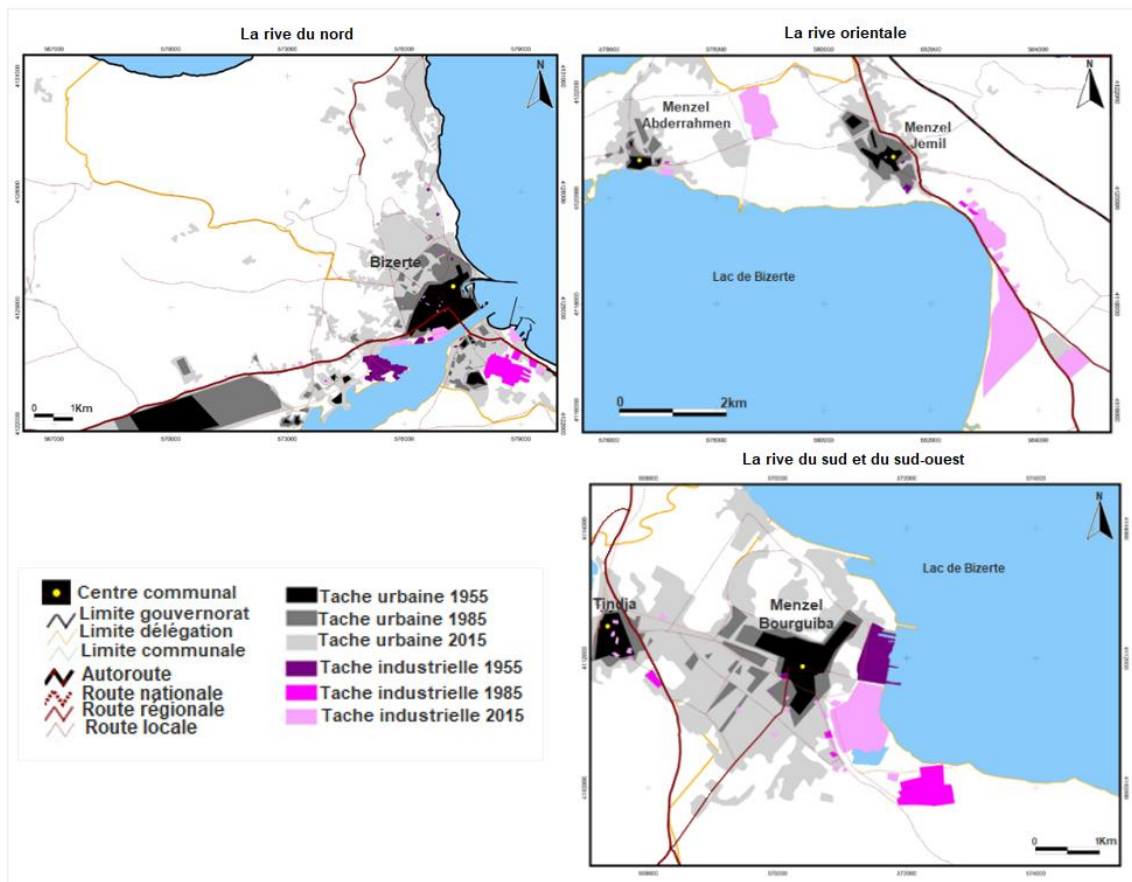 La rive du nord
Bizerte
N
0 1Km
La rive orientale
Menzel
Abderrahmen
Menzel
Jemil
Lac de Bizerte
N
0 2km
La rive du sud et du sud-ouest
Tindja
Menzel
Bourguiba
Lac de Bizerte
N
0 1Km
Centre communal
Limite gouvernorat
Limite délégation
Limite communale
Autoroute
Route nationale
Route régionale
Route locale
Tache urbaine 1955
Tache urbaine 1985
Tache urbaine 2015
Tache industrielle 1955
Tache industrielle 1985
Tache industrielle 2015